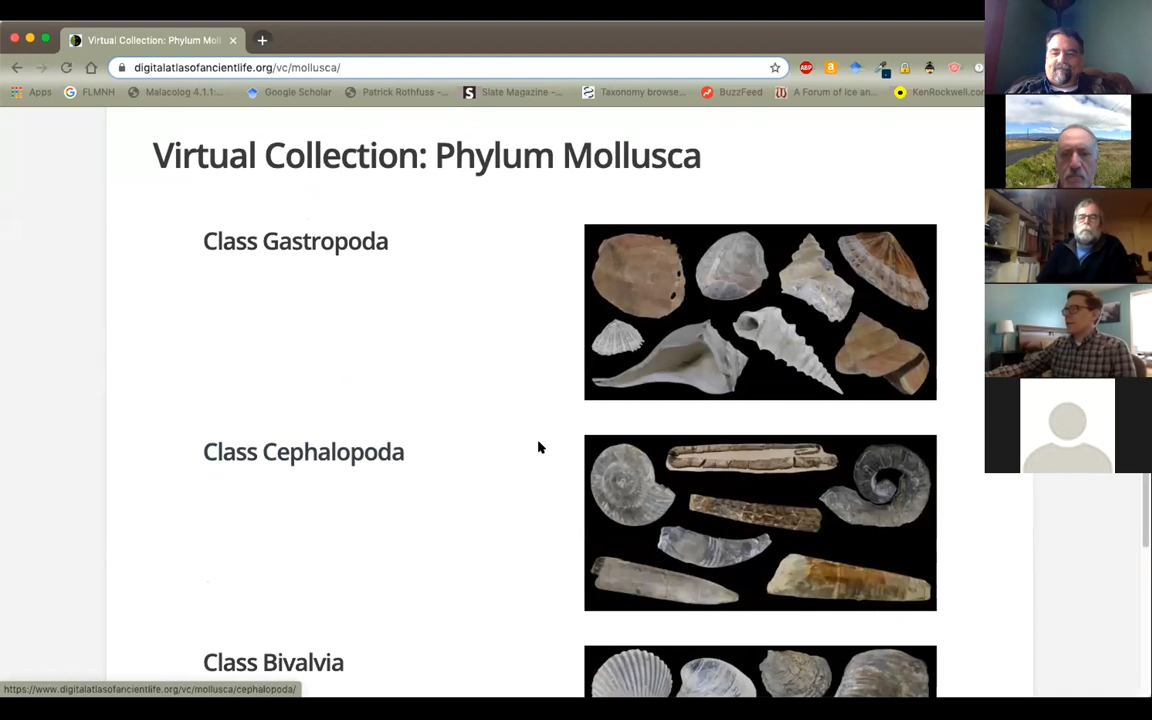 Virtual Collection: Phylum Moll
digitalatlasofancientlife.org/vc/mollusca/
ABP
Apps FLMNH Malacolog 4.1.1:... Google Scholar Patrick Rothfuss -... Slate Magazine -... Taxonomy browse... BuzzFeed A Forum of Ice an... KenRockwell.com
Virtual Collection: Phylum Mollusca
Class Gastropoda
Class Cephalopoda
Class Bivalvia
https://www.digitalatlasofancientlife.org/vc/mollusca/cephalopoda/